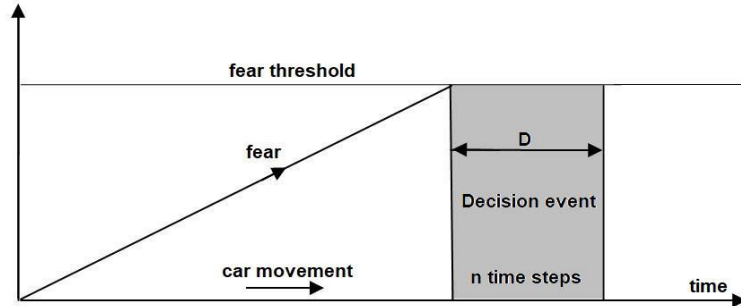 fear threshold
fear
D
Decision event
car movement
n time steps
time